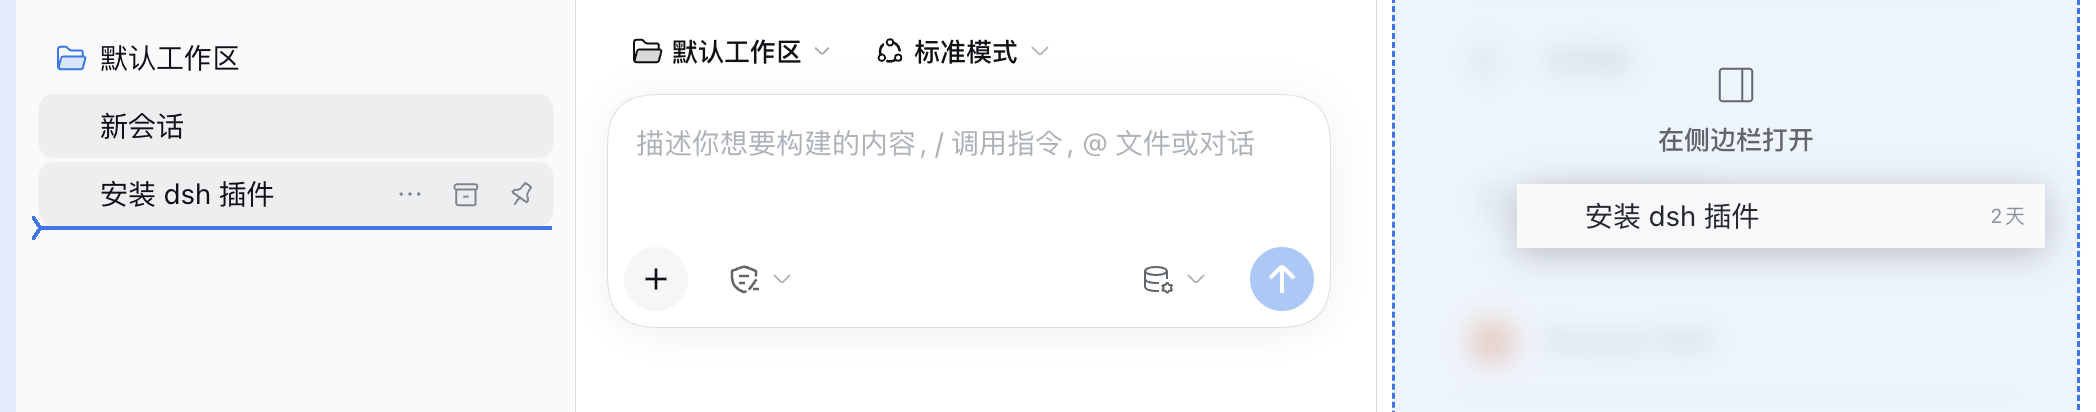 默认工作区
新会话
安装 dsh 插件
默认工作区
标准模式
描述你想要构建的内容, / 调用指令, @ 文件或对话
在侧边栏打开
安装 dsh 插件
2 天